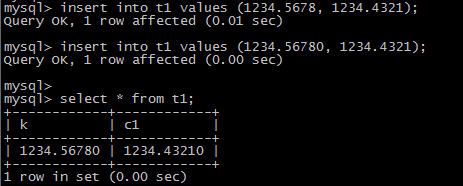 mysql> insert into t1 values (1234.5678, 1234.4321);
Query OK, 1 row affected (0.01 sec)
mysql> insert into t1 values (1234.56780, 1234.4321);
Query OK, 1 row affected (0.00 sec)
mysql>
mysql> select * from t1;
+------------+------------+
| k          | c1         |
+------------+------------+
| 1234.56780 | 1234.43210 |
+------------+------------+
1 row in set (0.00 sec)